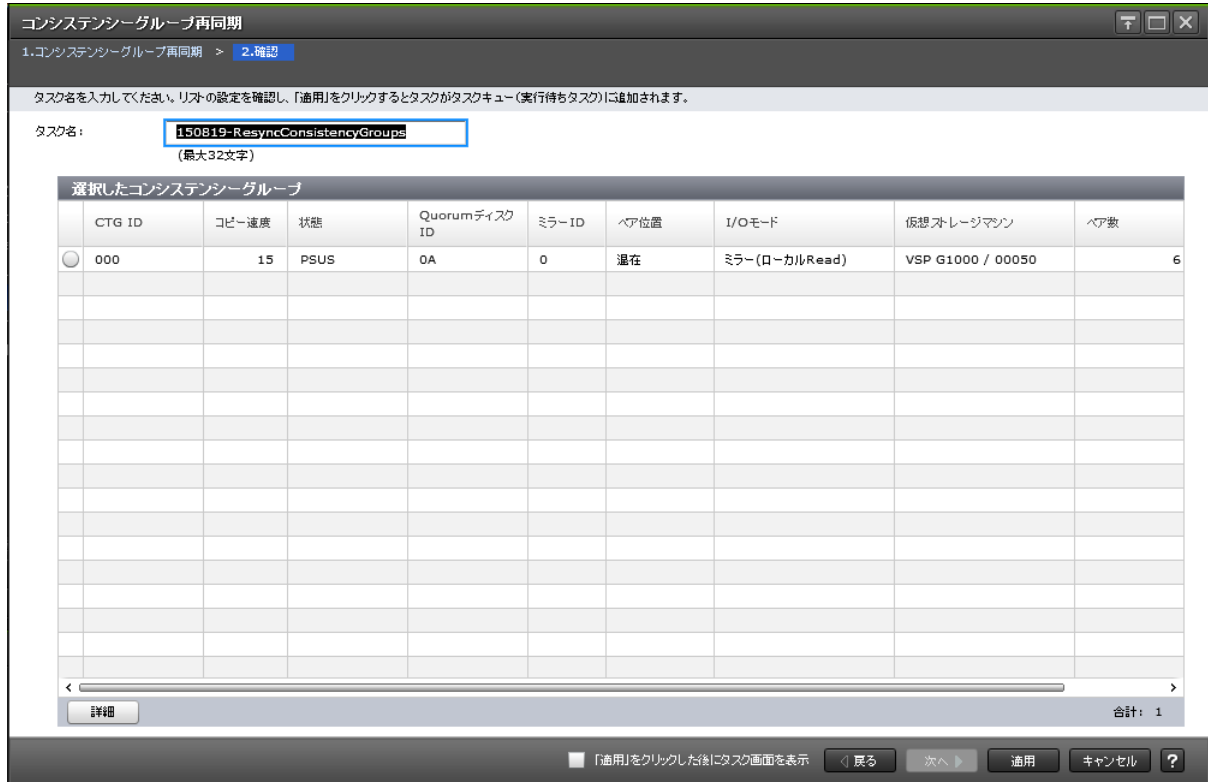 コンシステンシーグループ再同期
1.コンシステンシーグループ再同期 > 2.確認
タスク名を入力してください。リストの設定を確認し、「適用」をクリックするとタスクがタスクキュー(実行待ちタスク)に追加されます。
タスク名: 150819-ResyncConsistencyGroups
(最大32文字)
選択したコンシステンシーグループ
CTG ID コピー速度 状態 Quorumディスク ID ミラーID ペア位置 I/Oモード 仮想ストレージマシン ペア数
000 15 PSUS 0A 0 混在 ミラー(ローカルRead) VSP G1000 / 00050 6
詳細 合計: 1
「適用」をクリックした後にタスク画面を表示 戻る 次へ 適用 キャンセル ?